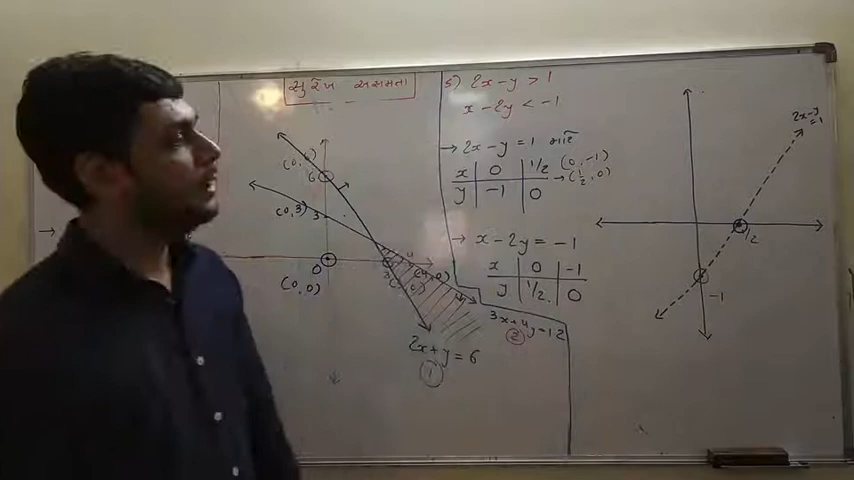 સુરેખ અસમતા
(0, 6)
6
(0, 3)
3
0
(0, 0)
3
4
(4, 0)
2x + y = 6
1
3x + 4y = 12
2
5) 2x - y > 1
x - 2y < -1
→ 2x - y = 1 માટે
x | 0 | 1/2
y | -1 | 0
(0, -1)
→ (1/2, 0)
→ x - 2y = -1
x | 0 | -1
y | 1/2 | 0
2x - y = 1
1/2
-1